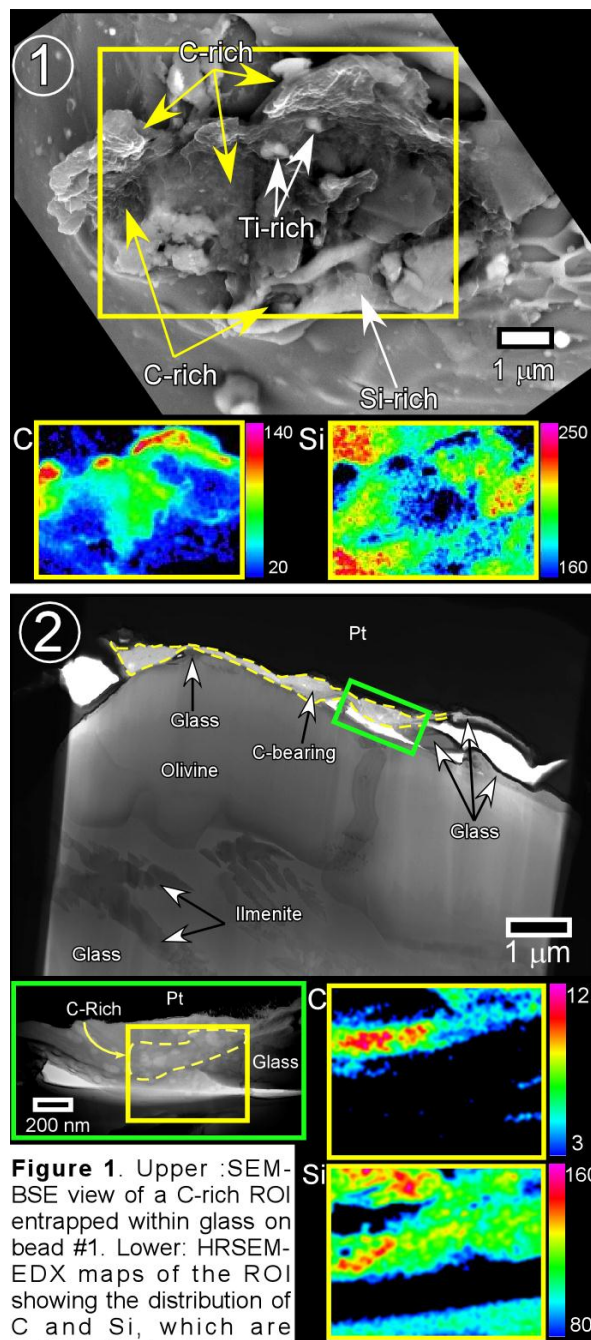 1
C-rich
Ti-rich
C-rich
Si-rich
1 μm
C
140
20
Si
250
160
2
Pt
Glass
C-bearing
Olivine
Glass
Ilmenite
Glass
1 μm
Pt
C-Rich
Glass
200 nm
C
12
3
Si
160
80
Figure 1. Upper :SEM-
BSE view of a C-rich ROI
entrapped within glass on
bead #1. Lower: HRSEM-
EDX maps of the ROI
showing the distribution of
C and Si, which are